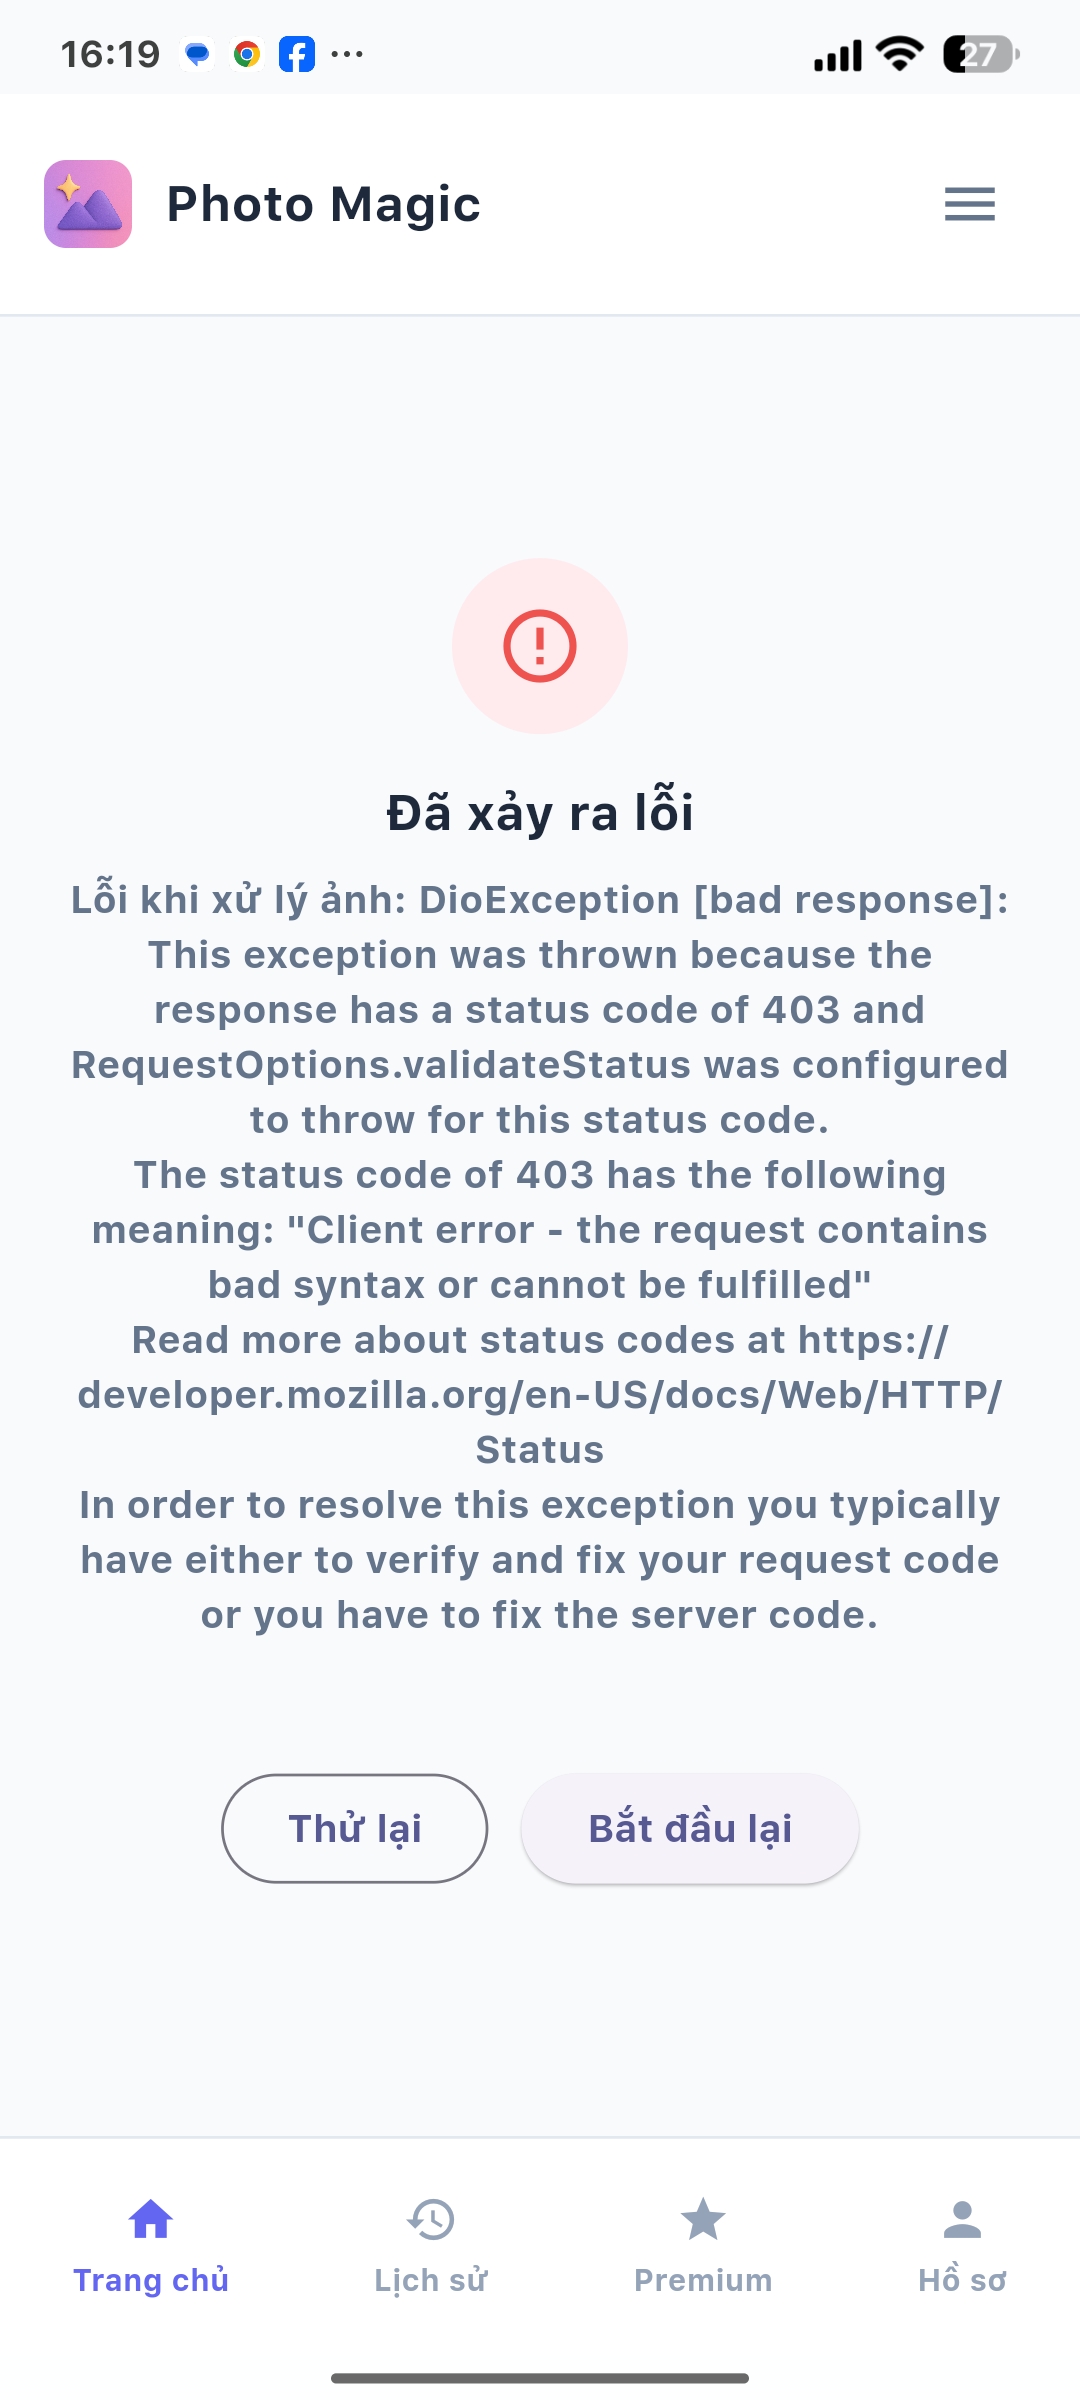 16:19
27
Photo Magic
Đã xảy ra lỗi
Lỗi khi xử lý ảnh: DioException [bad response]:
This exception was thrown because the
response has a status code of 403 and
RequestOptions.validateStatus was configured
to throw for this status code.
The status code of 403 has the following
meaning: "Client error - the request contains
bad syntax or cannot be fulfilled"
Read more about status codes at https://
developer.mozilla.org/en-US/docs/Web/HTTP/
Status
In order to resolve this exception you typically
have either to verify and fix your request code
or you have to fix the server code.
Thử lại
Bắt đầu lại
Trang chủ
Lịch sử
Premium
Hồ sơ